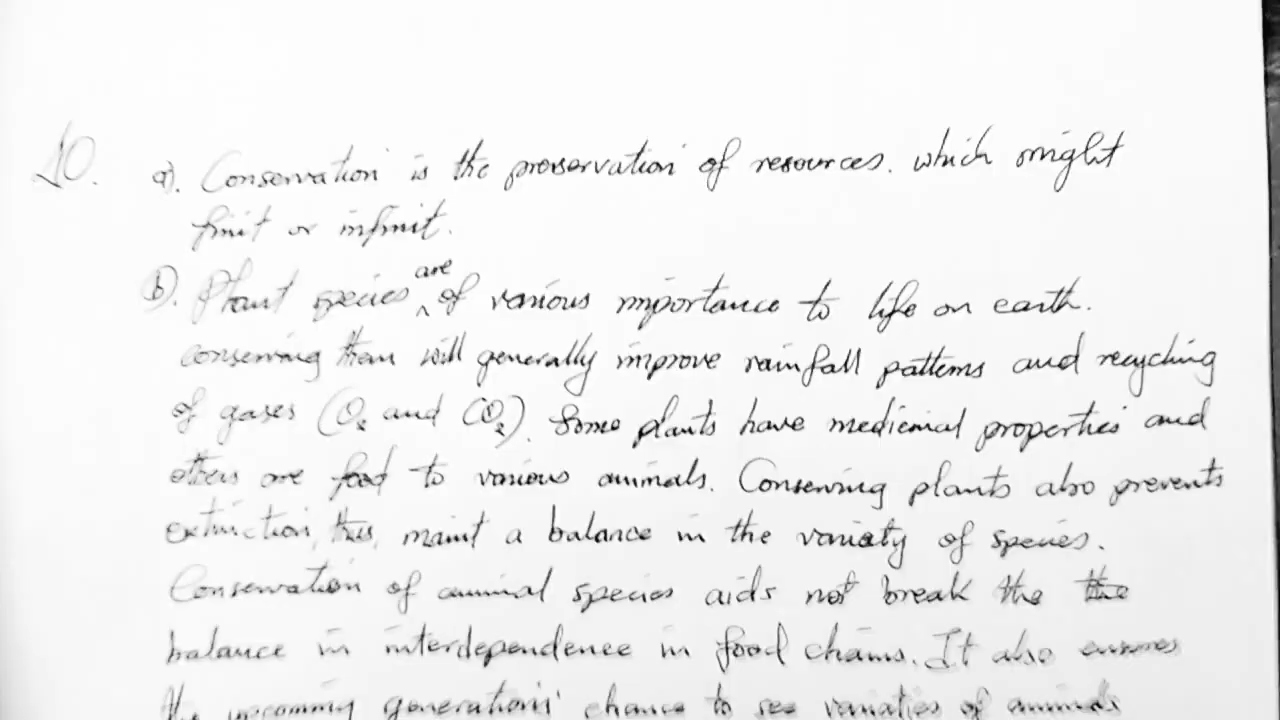 10. a). Conservation is the preservation of resources. which might
finit or infinit.
b). Plant species are of various importance to life on earth.
conserving them will generally improve rainfall patterns and recycling
of gases (O₂ and CO₂). Some plants have medicinal properties and
others are food to various animals. Conserving plants also prevents
extinction, thus, maint a balance in the variaty of species.
Conservation of animal species aids not break the the
balance in interdependence in food chains. It also ensures
the upcomming generations' chance to see varieties of animals